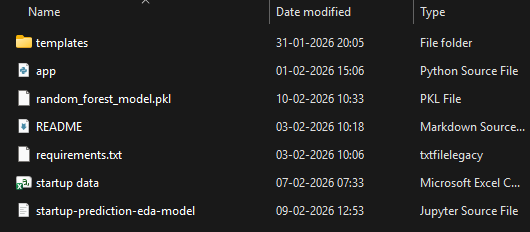 Name Date modified Type
templates 31-01-2026 20:05 File folder
app 01-02-2026 15:06 Python Source File
random_forest_model.pkl 10-02-2026 10:33 PKL File
README 03-02-2026 10:18 Markdown Source...
requirements.txt 03-02-2026 10:06 txtfilelegacy
startup data 07-02-2026 07:33 Microsoft Excel C...
startup-prediction-eda-model 09-02-2026 12:53 Jupyter Source File